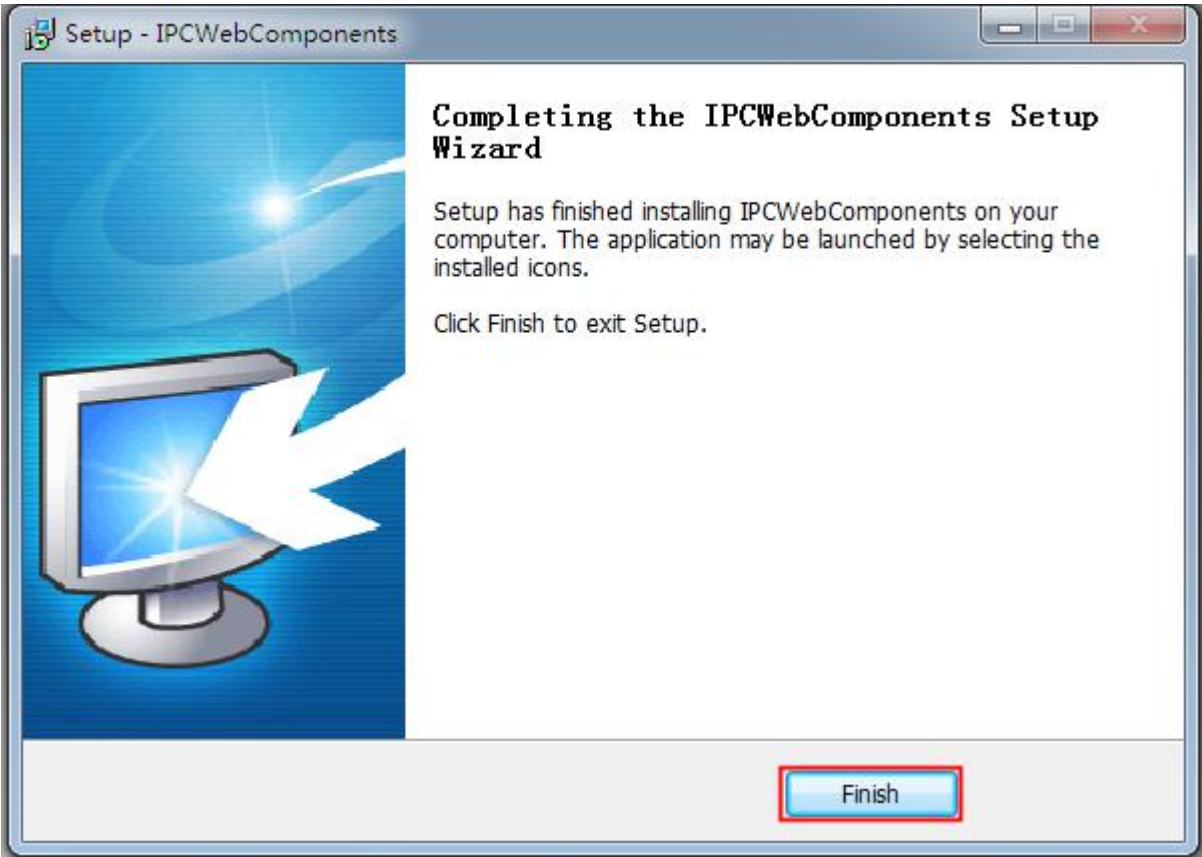 Setup - IPCWebComponents
Completing the IPCWebComponents Setup
Wizard
Setup has finished installing IPCWebComponents on your
computer. The application may be launched by selecting the
installed icons.
Click Finish to exit Setup.
Finish